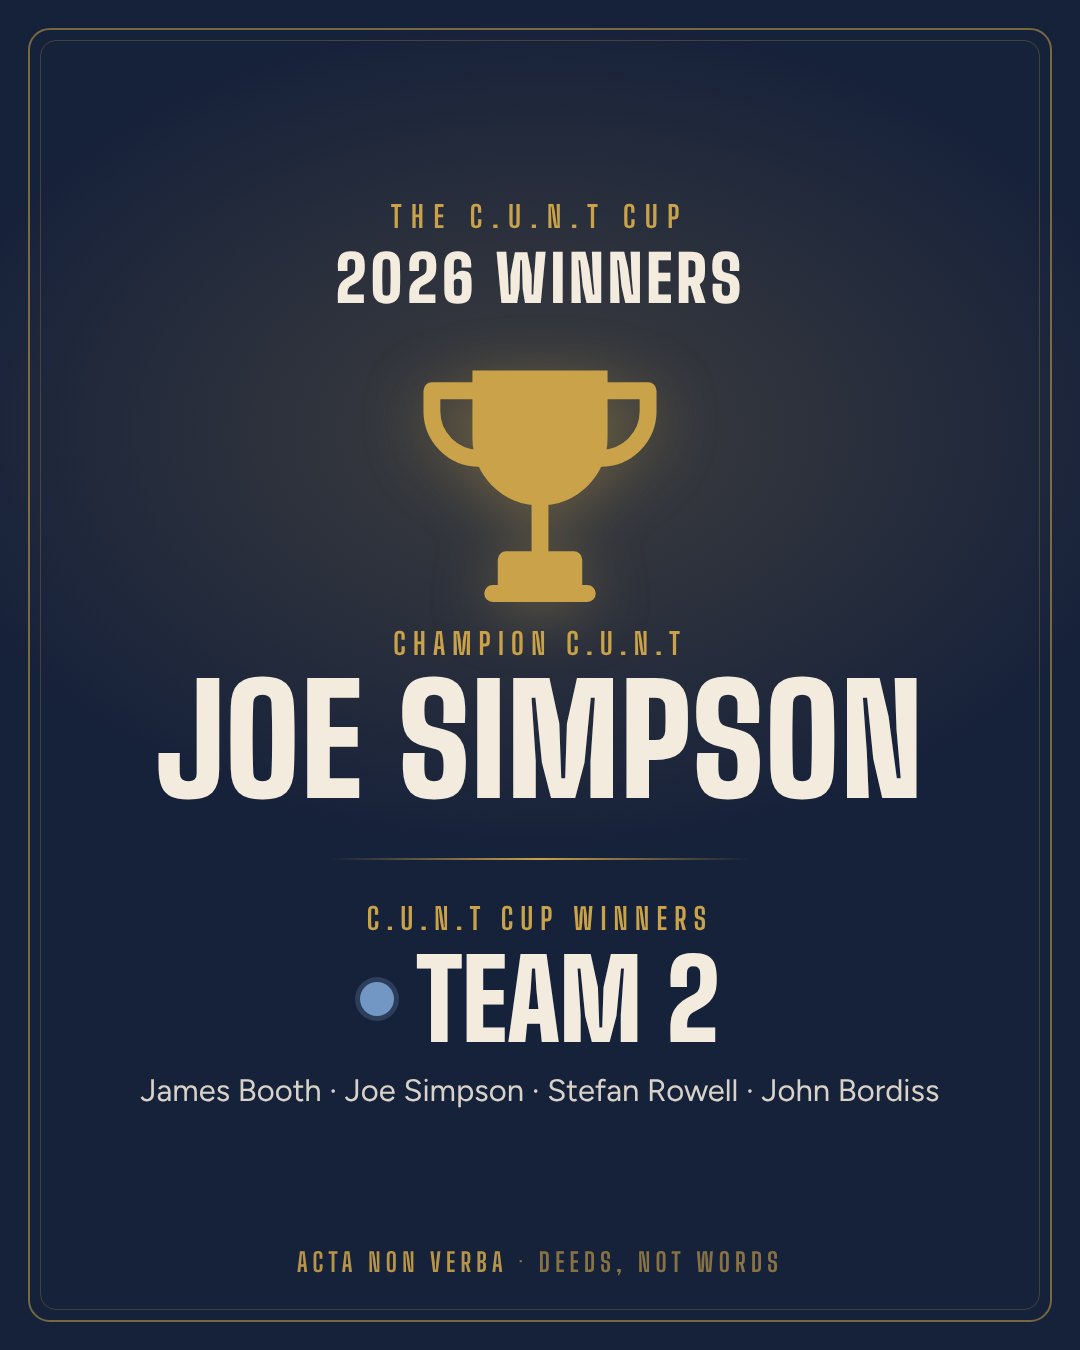 THE C.U.N.T CUP
2026 WINNERS
CHAMPION C.U.N.T
JOE SIMPSON
C.U.N.T CUP WINNERS
TEAM 2
James Booth · Joe Simpson · Stefan Rowell · John Bordiss
ACTA NON VERBA · DEEDS, NOT WORDS